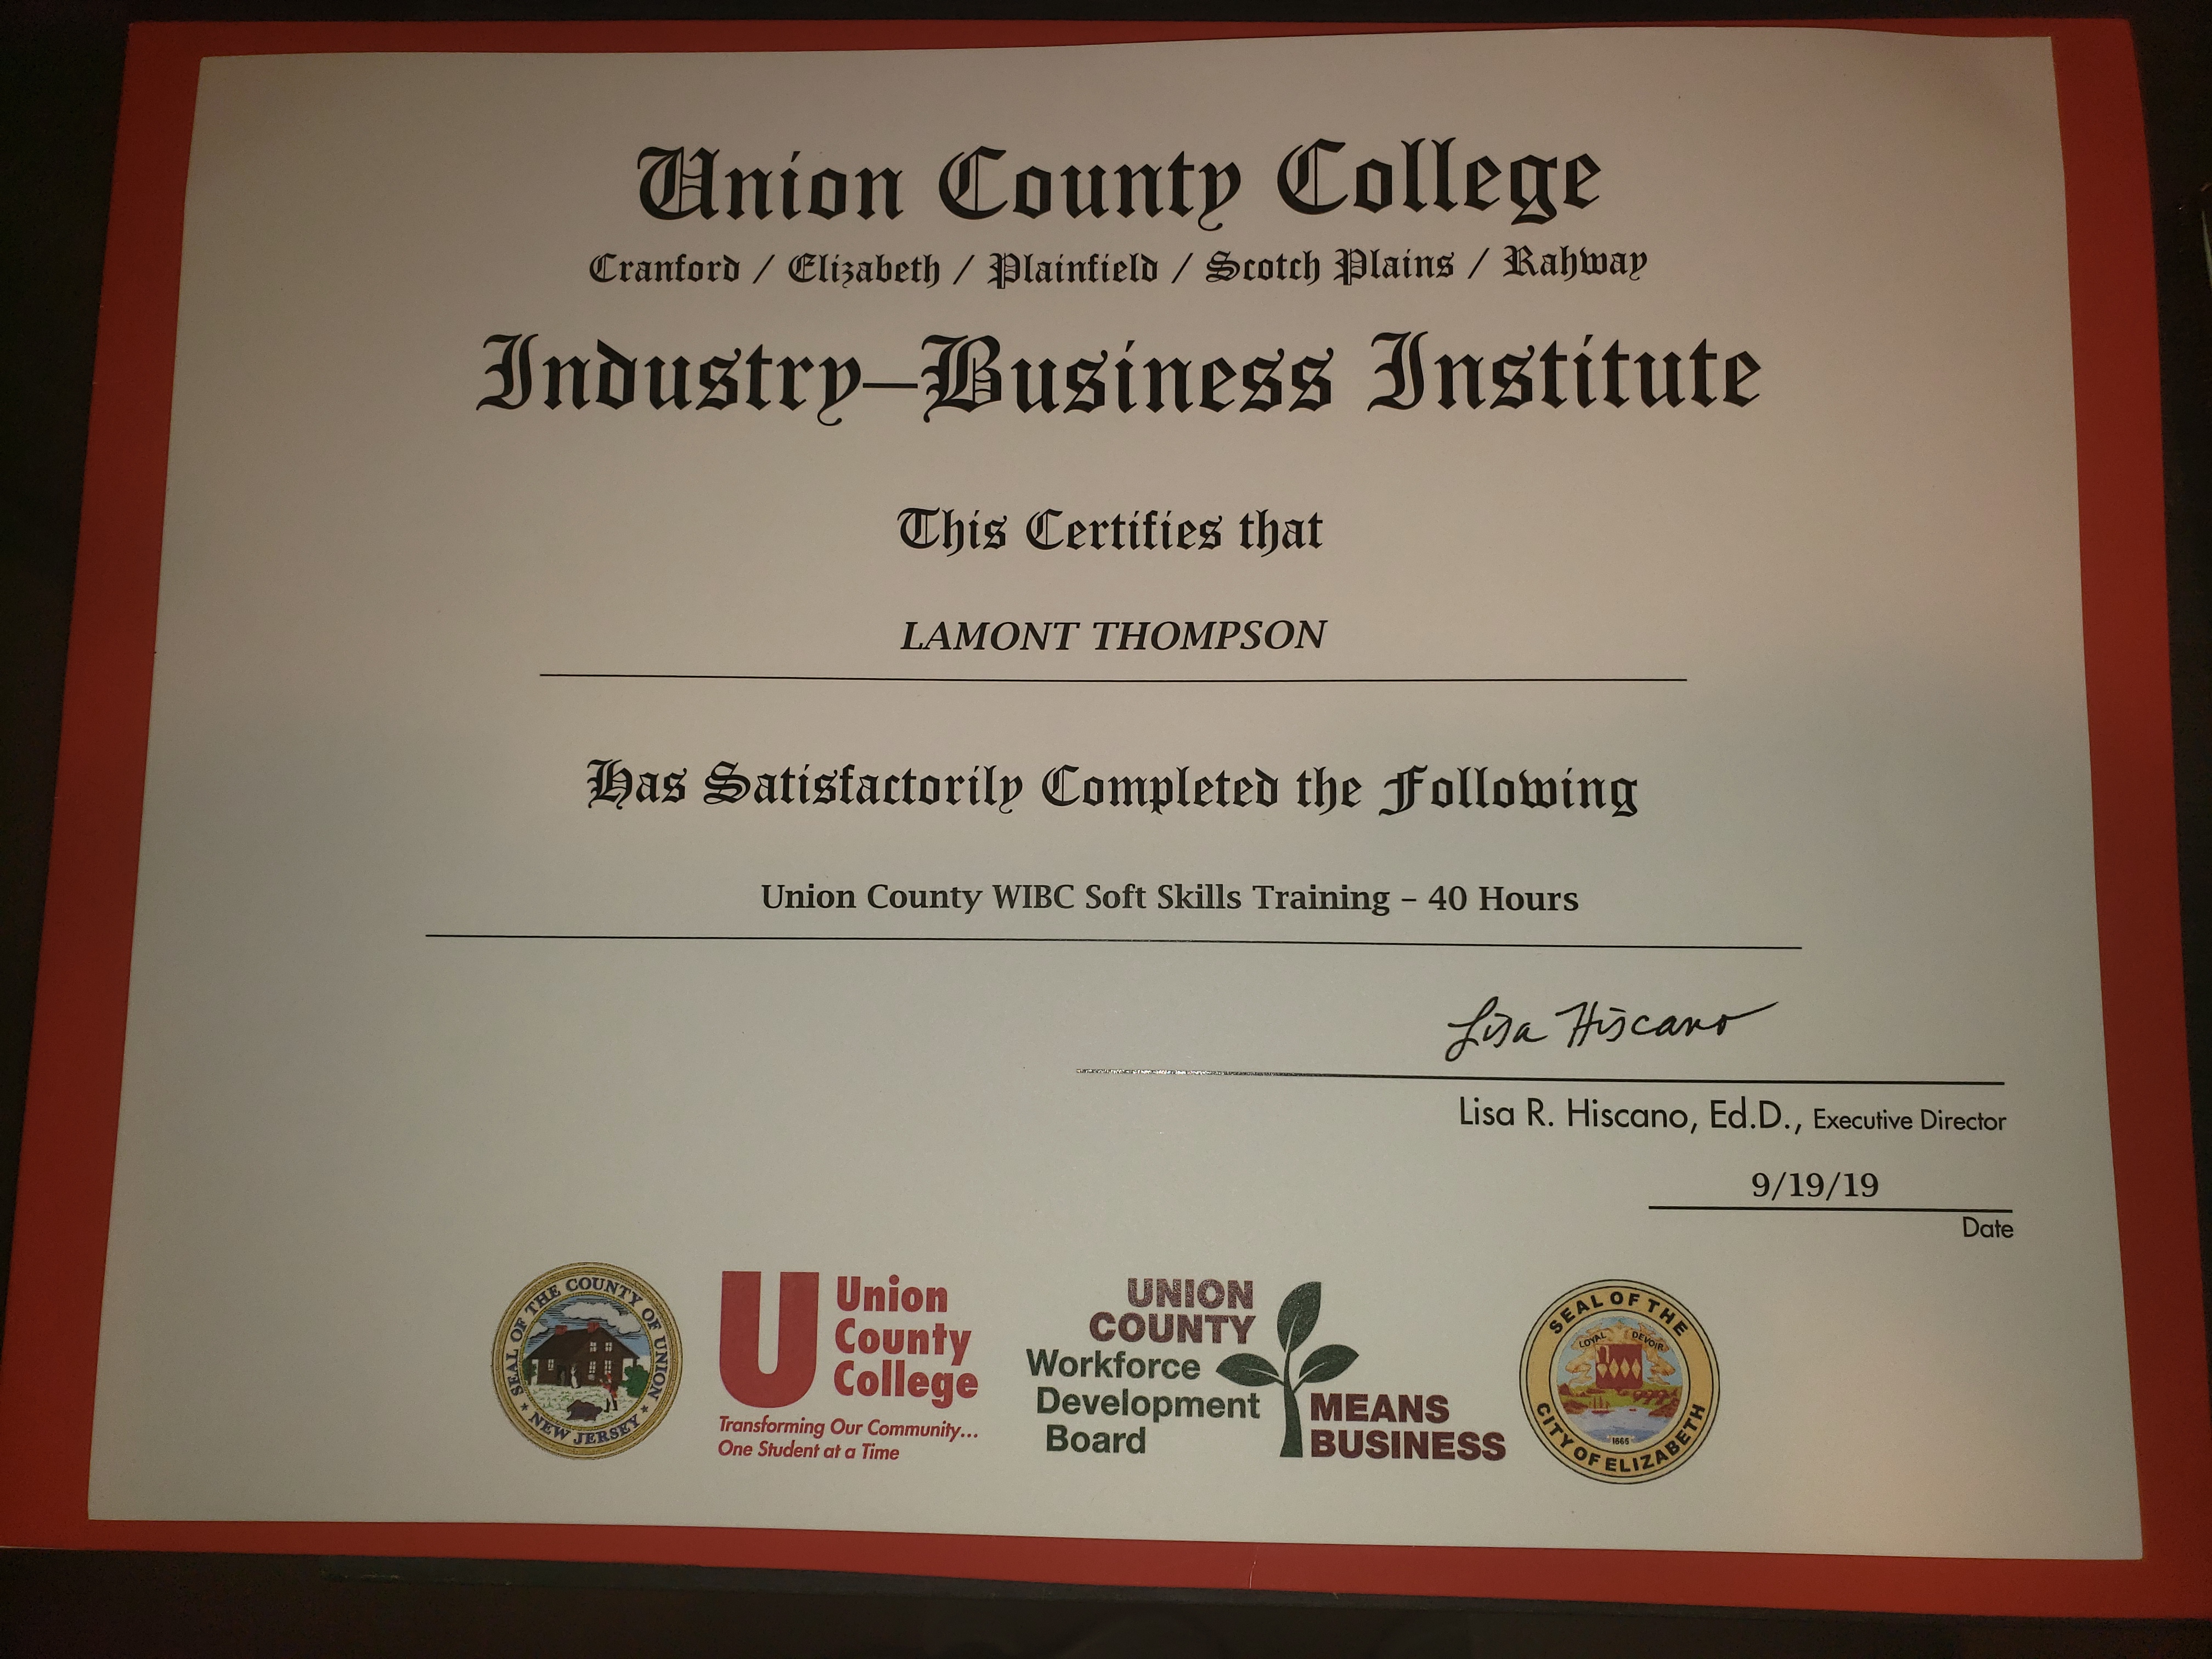 Union County College
Cranford / Elizabeth / Plainfield / Scotch Plains / Rahway
Industry–Business Institute
This Certifies that
LAMONT THOMPSON
Has Satisfactorily Completed the Following
Union County WIBC Soft Skills Training – 40 Hours
Lisa Hiscano
Lisa R. Hiscano, Ed.D., Executive Director
9/19/19
Date
SEAL OF THE COUNTY OF UNION
NEW JERSEY
U
Union
County
College
Transforming Our Community...
One Student at a Time
UNION
COUNTY
Workforce
Development
Board
MEANS
BUSINESS
SEAL OF THE
CITY OF ELIZABETH
LOYAL DEVOIR
1665